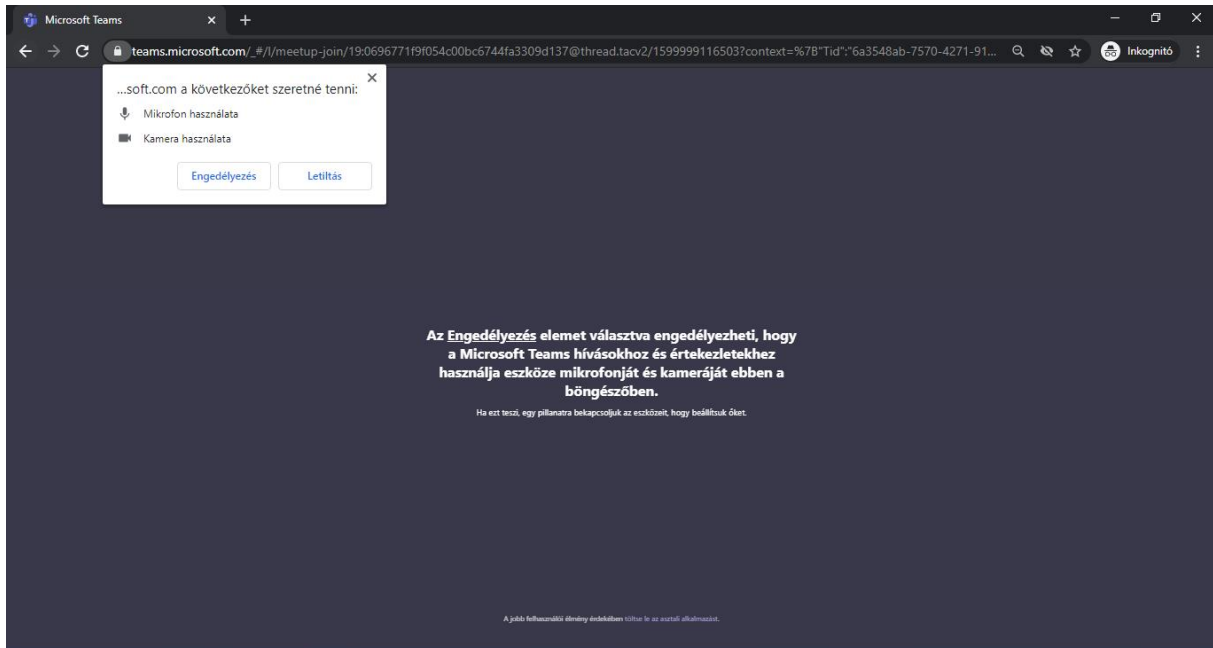 Microsoft Teams
teams.microsoft.com/_#/l/meetup-join/19:0696771f9f054c00bc6744fa3309d137@thread.tacv2/1599999116503?context=%7B"Tid":"6a3548ab-7570-4271-91...
Inkognitó
...soft.com a következőket szeretné tenni:
Mikrofon használata
Kamera használata
Engedélyezés
Letiltás
Az Engedélyezés elemet választva engedélyezheti, hogy
a Microsoft Teams hívásokhoz és értekezletekhez
használja eszköze mikrofonját és kameráját ebben a
böngészőben.
Ha ezt teszi, egy pillanatra bekapcsoljuk az eszközeit, hogy beállítsuk őket.
A jobb felhasználói élmény érdekében töltse le az asztali alkalmazást.